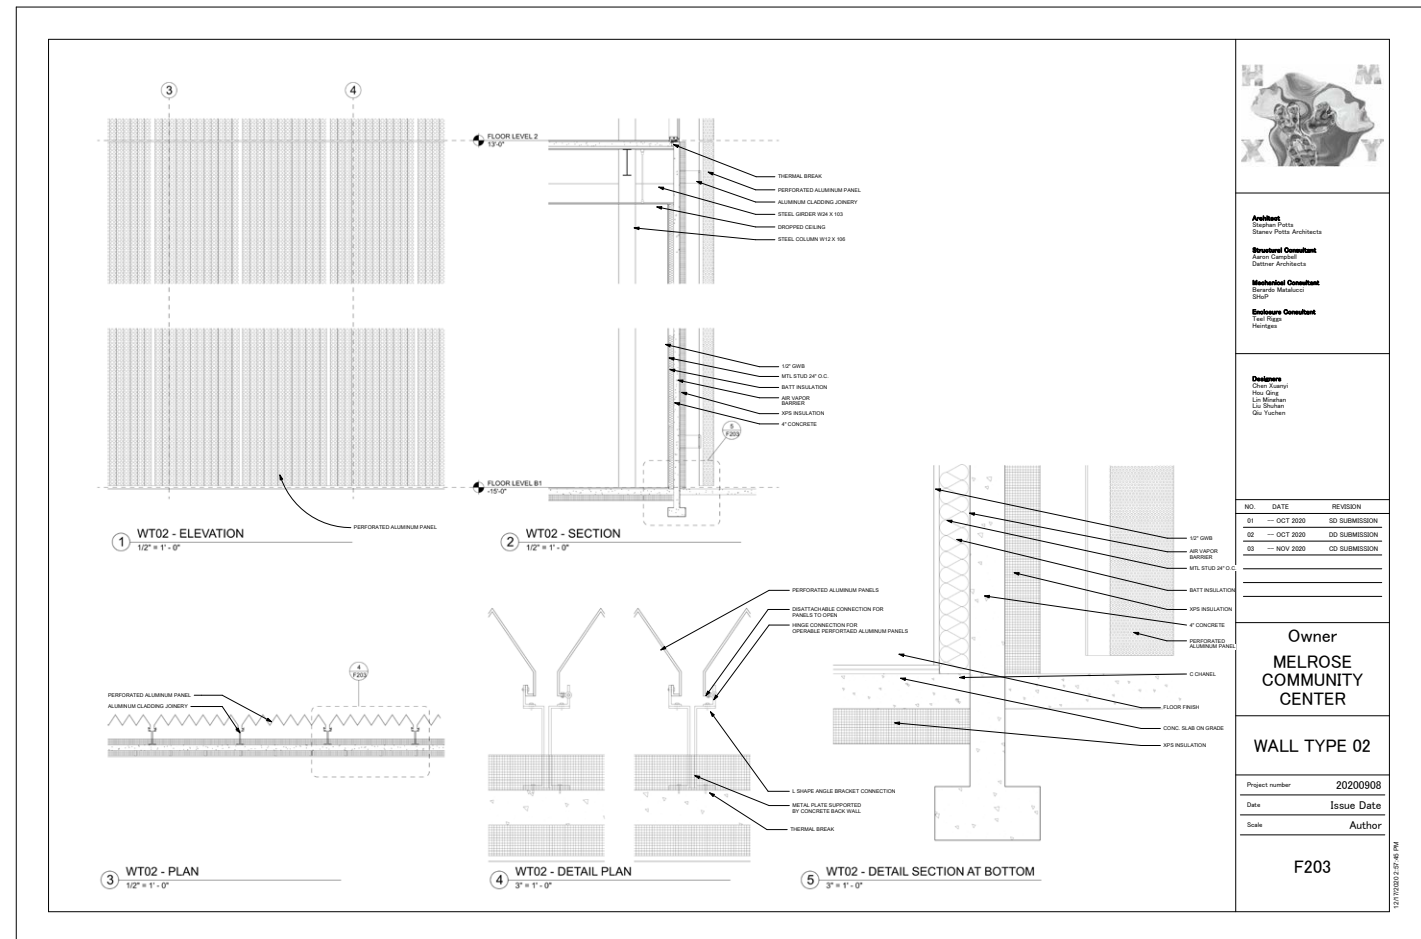 3
4
FLOOR LEVEL 2
13'-0"
THERMAL BREAK
PERFORATED ALUMINUM PANEL
ALUMINUM CLADDING JOINERY
STEEL GIRDER W24 X 103
DROPPED CEILING
STEEL COLUMN W12 X 106
1/2" GWB
MTL STUD 24" O.C.
BATT INSULATION
AIR VAPOR
BARRIER
XPS INSULATION
4" CONCRETE
5
F203
FLOOR LEVEL B1
-15'-0"
PERFORATED ALUMINUM PANEL
1
WT02 - ELEVATION
1/2" = 1' - 0"
2
WT02 - SECTION
1/2" = 1' - 0"
4
F203
PERFORATED ALUMINUM PANEL
ALUMINUM CLADDING JOINERY
3
WT02 - PLAN
1/2" = 1' - 0"
PERFORATED ALUMINUM PANELS
DISATTACHABLE CONNECTION FOR
PANELS TO OPEN
HINGE CONNECTION FOR
OPERABLE PERFORTAED ALUMINUM PANELS
L SHAPE ANGLE BRACKET CONNECTION
METAL PLATE SUPPORTED
BY CONCRETE BACK WALL
THERMAL BREAK
4
WT02 - DETAIL PLAN
3" = 1' - 0"
1/2" GWB
AIR VAPOR
BARRIER
MTL STUD 24" O.C.
BATT INSULATION
XPS INSULATION
4" CONCRETE
PERFORATED
ALUMINUM PANEL
C CHANEL
FLOOR FINISH
CONC. SLAB ON GRADE
XPS INSULATION
5
WT02 - DETAIL SECTION AT BOTTOM
3" = 1' - 0"
H M
X Y
Architect
Stephan Potts
Stanev Potts Architects
Structural Consultant
Aaron Campbell
Dattner Architects
Mechanical Consultant
Berardo Matalucci
SHoP
Enclosure Consultant
Teel Riggs
Heintges
Designers
Chen Xuanyi
Hou Qing
Lin Minshan
Liu Shuhan
Qiu Yuchen
NO. DATE REVISION
01 — OCT 2020 SD SUBMISSION
02 — OCT 2020 DD SUBMISSION
03 — NOV 2020 CD SUBMISSION
Owner
MELROSE
COMMUNITY
CENTER
WALL TYPE 02
Project number 20200908
Date Issue Date
Scale Author
F203
12/17/2020 2:57:45 PM